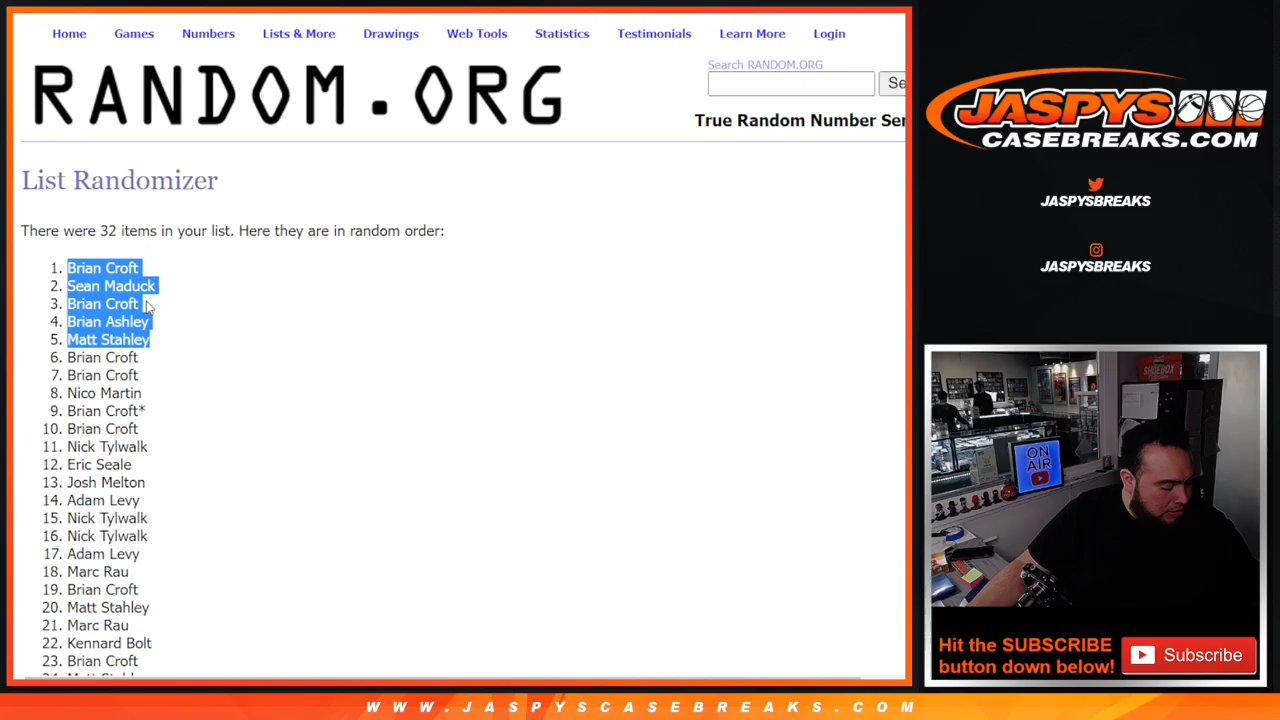 Home Games Numbers Lists & More Drawings Web Tools Statistics Testimonials Learn More Login
RANDOM.ORG
Search RANDOM.ORG
Se
True Random Number Ser
List Randomizer
There were 32 items in your list. Here they are in random order:
1. Brian Croft
2. Sean Maduck
3. Brian Croft
4. Brian Ashley
5. Matt Stahley
6. Brian Croft
7. Brian Croft
8. Nico Martin
9. Brian Croft*
10. Brian Croft
11. Nick Tylwalk
12. Eric Seale
13. Josh Melton
14. Adam Levy
15. Nick Tylwalk
16. Nick Tylwalk
17. Adam Levy
18. Marc Rau
19. Brian Croft
20. Matt Stahley
21. Marc Rau
22. Kennard Bolt
23. Brian Croft
JASPYS
CASEBREAKS.COM
JASPYSBREAKS
JASPYSBREAKS
SHOEBOX
ON
AIR
Hit the SUBSCRIBE
button down below!
Subscribe
WWW.JASPYSCASEBREAKS.COM